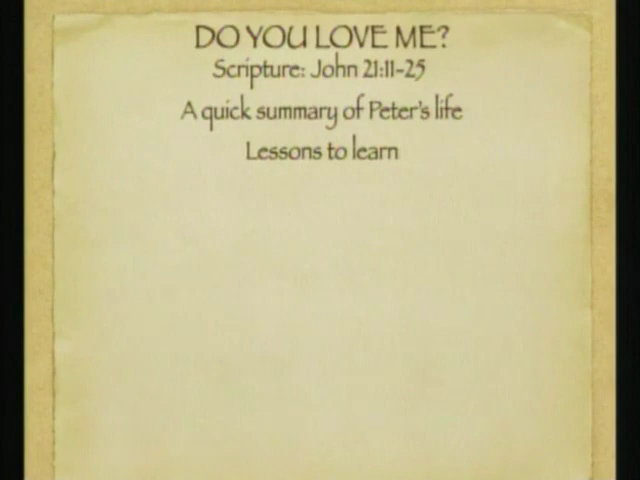 DO YOU LOVE ME?
Scripture: John 21:11-25
A quick summary of Peter's life
Lessons to learn